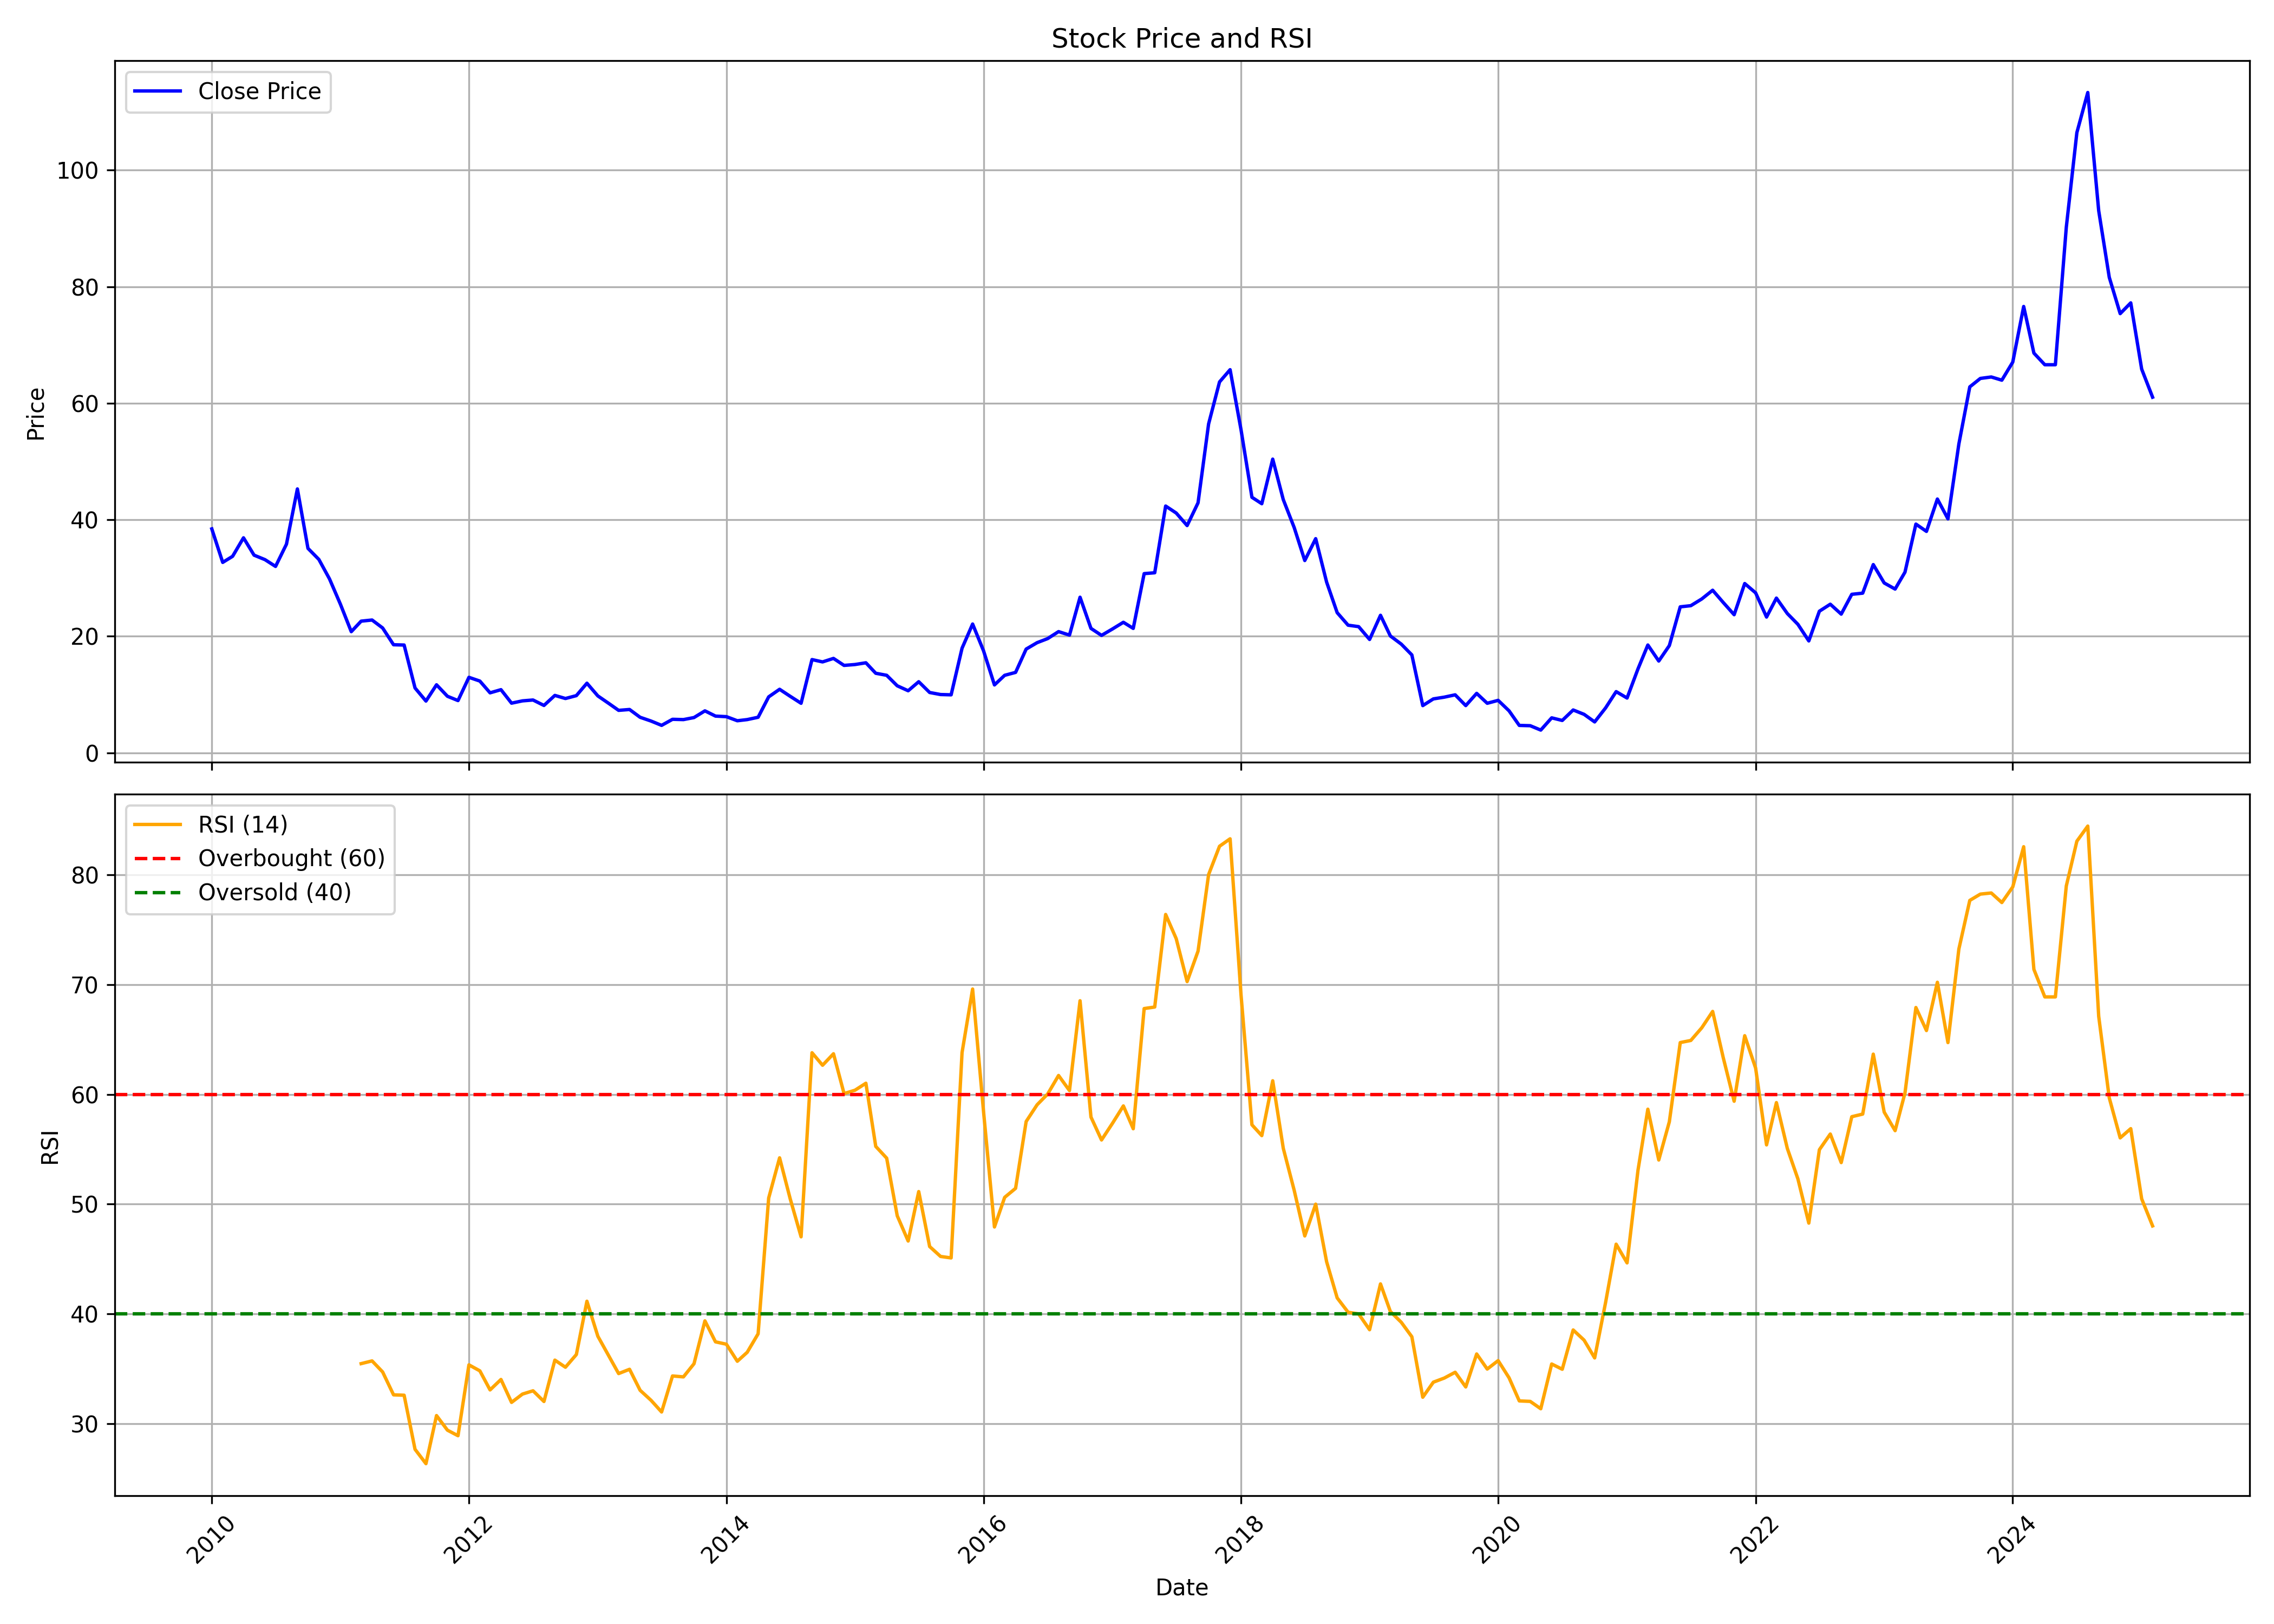 Stock Price and RSI
Close Price
Price
100
80
60
40
20
0
RSI (14)
Overbought (60)
Oversold (40)
RSI
80
70
60
50
40
30
2010
2012
2014
2016
2018
2020
2022
2024
Date